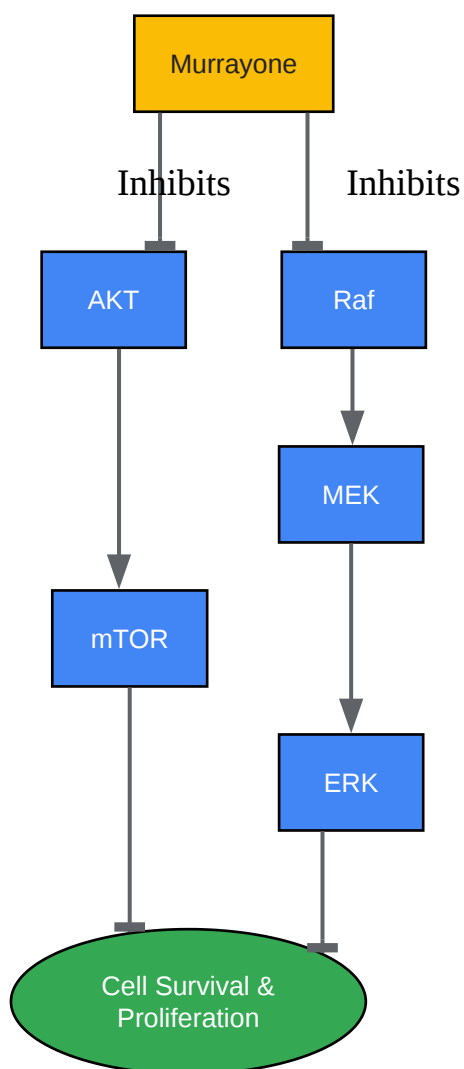 Murrayone
Inhibits
Inhibits
AKT
Raf
MEK
mTOR
ERK
Cell Survival &
Proliferation